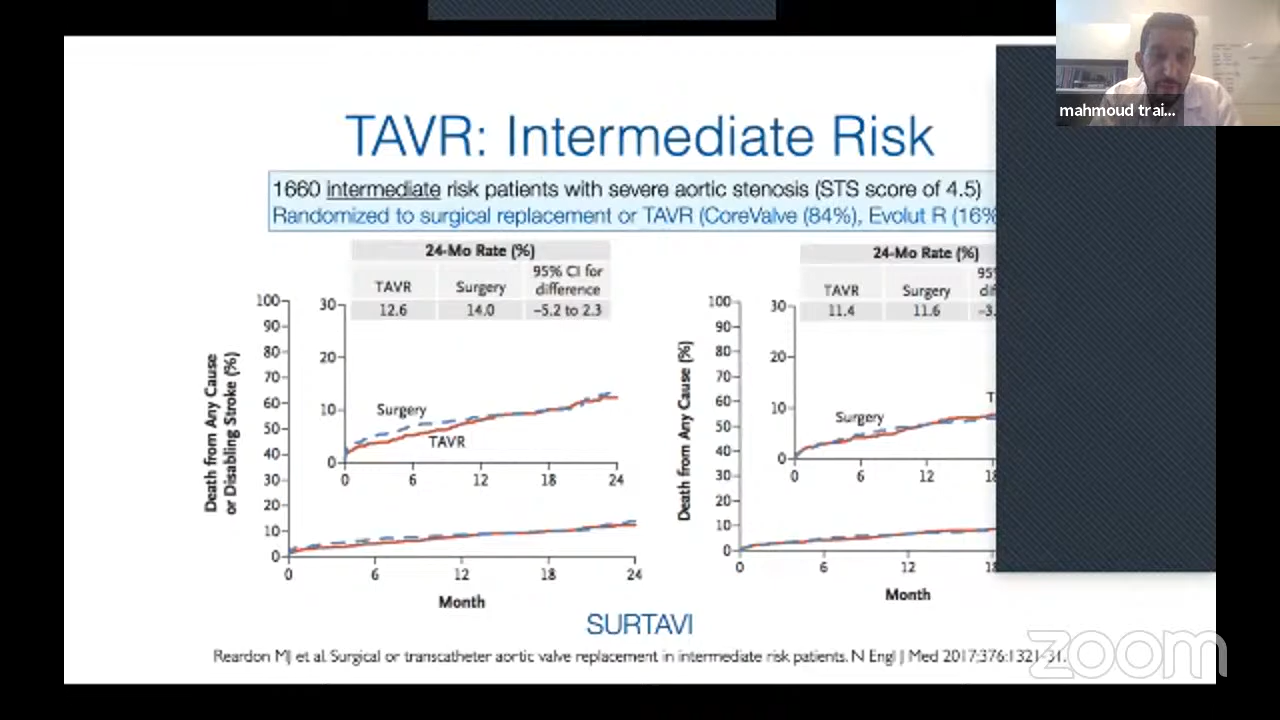 mahmoud trai...
TAVR: Intermediate Risk
1660 intermediate risk patients with severe aortic stenosis (STS score of 4.5)
Randomized to surgical replacement or TAVR (CoreValve (84%), Evolut R (16%
24-Mo Rate (%)
TAVR Surgery 95% CI for difference
12.6 14.0 –5.2 to 2.3
Death from Any Cause
or Disabling Stroke (%)
100
90
80
70
60
50
40
30
20
10
0
30
20
10
0
Surgery
TAVR
0 6 12 18 24
0 6 12 18 24
Month
24-Mo Rate (%)
TAVR Surgery
11.4 11.6 –3.
Death from Any Cause (%)
100
90
80
70
60
50
40
30
20
10
0
30
20
10
0
Surgery
T
0 6 12 18
0 6 12 18
Month
SURTAVI
Reardon MJ et al. Surgical or transcatheter aortic valve replacement in intermediate risk patients. N Engl J Med 2017;376:1321-31.
zoom